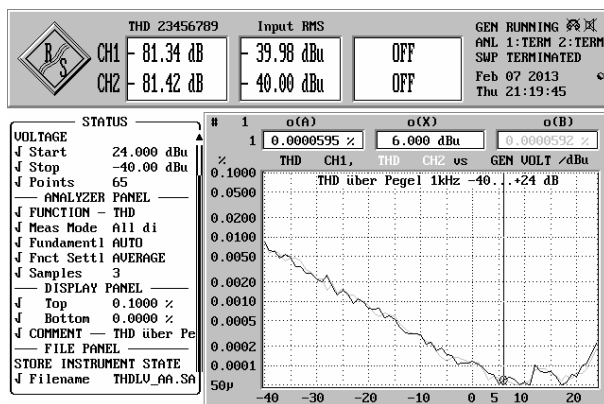 THD 23456789 Input RMS
CH1 - 81.34 dB - 39.98 dBu OFF
CH2 - 81.42 dB - 40.00 dBu OFF
R S
GEN RUNNING
ANL 1:TERM 2:TERM
SWP TERMINATED
Feb 07 2013
Thu 21:19:45
STATUS
VOLTAGE
Start 24.000 dBu
Stop -40.00 dBu
Points 65
ANALYZER PANEL
FUNCTION - THD
Meas Mode All di
Fundamentl AUTO
Fnct Settl AVERAGE
Samples 3
DISPLAY PANEL
Top 0.1000 %
Bottom 0.0000 %
COMMENT — THD über Pe
FILE PANEL
STORE INSTRUMENT STATE
Filename THDLV_AA.SA
# 1 o(A) o(X) o(B)
1 0.0000595 % 6.000 dBu 0.0000592 %
% THD CH1, THD CH2 vs GEN VOLT /dBu
THD über Pegel 1kHz -40...+24 dB
0.1000
0.0500
0.0200
0.0100
0.0050
0.0020
0.0010
0.0005
0.0002
0.0001
50µ
-40 -30 -20 -10 0 5 10 20